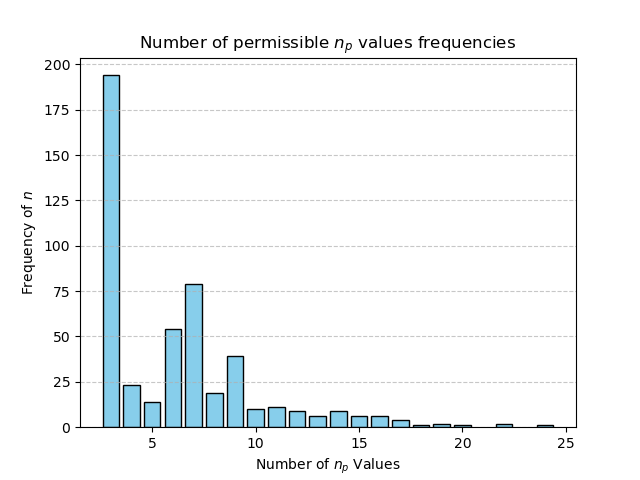 Number of permissible $n_p$ values frequencies
Frequency of $n$
200
175
150
125
100
75
50
25
0
5 10 15 20 25
Number of $n_p$ Values